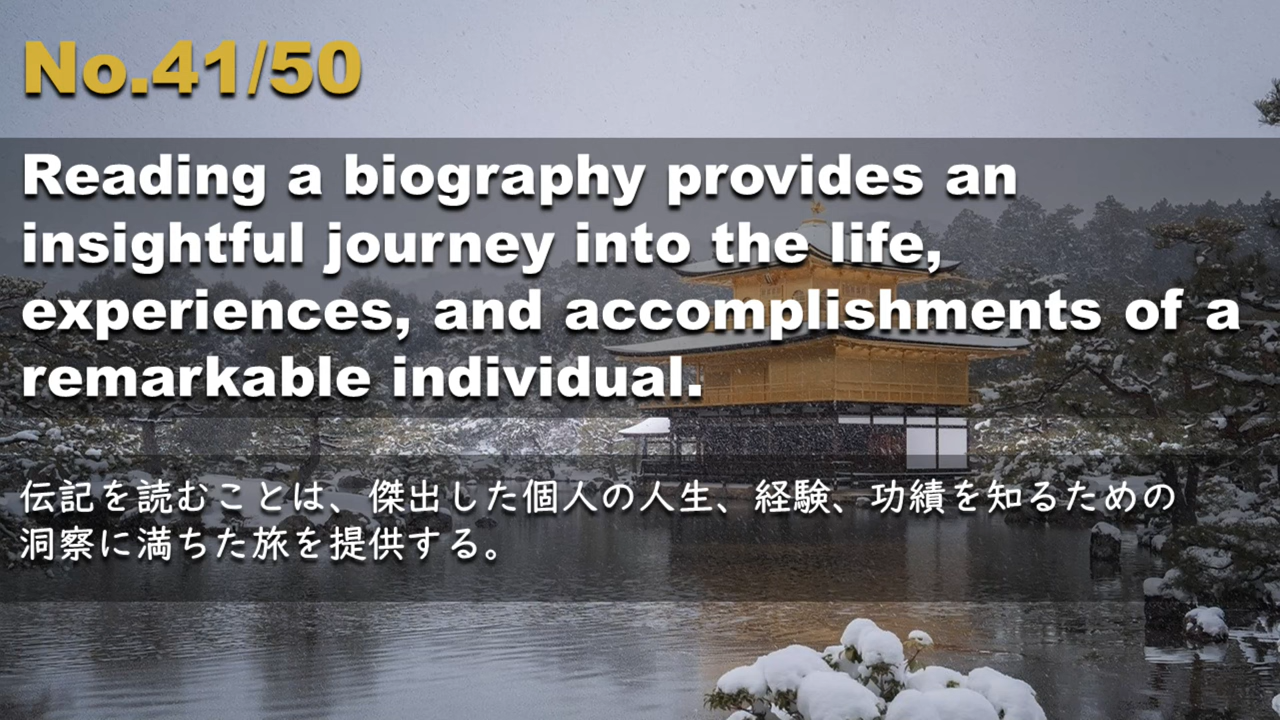 No.41/50
Reading a biography provides an
insightful journey into the life,
experiences, and accomplishments of a
remarkable individual.
伝記を読むことは、傑出した個人の人生、経験、功績を知るための
洞察に満ちた旅を提供する。